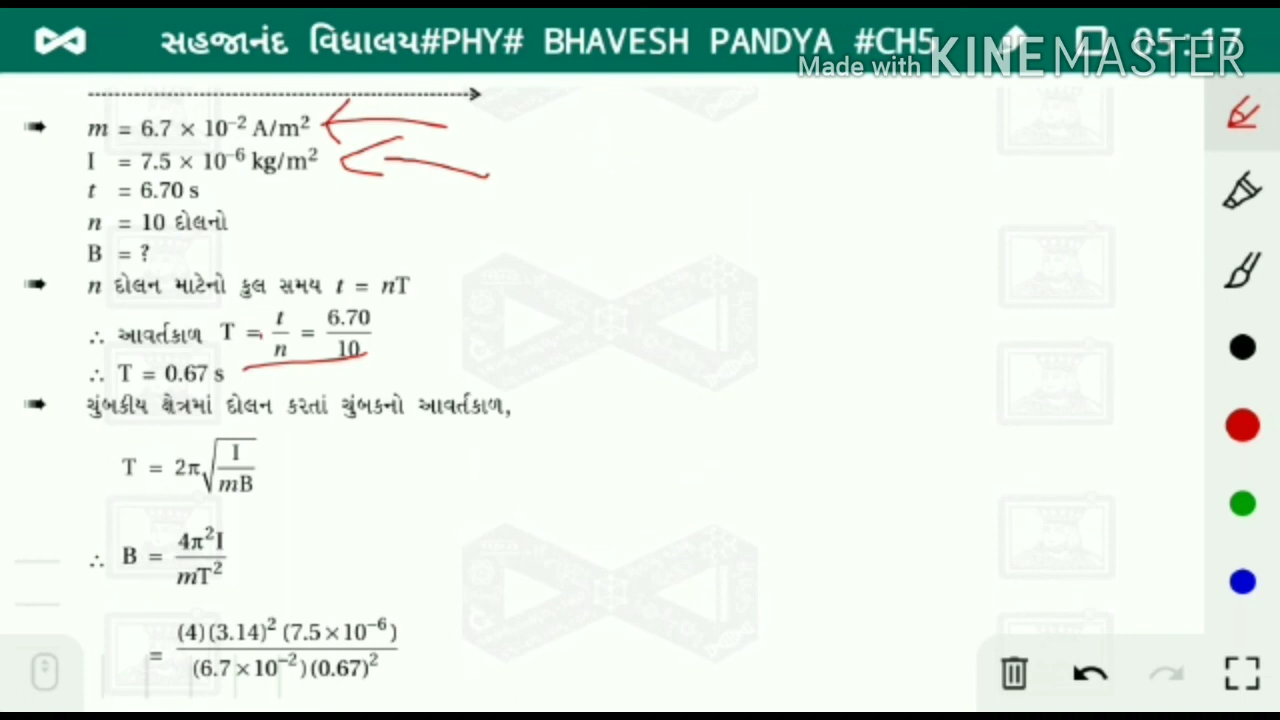 સહજાનંદ વિદ્યાલય#PHY# BHAVESH PANDYA #CH5 05:17
Made with KINEMASTER
m = 6.7 × 10⁻² A/m²
I = 7.5 × 10⁻⁶ kg/m²
t = 6.70 s
n = 10 દોલનો
B = ?
n દોલન માટેનો કુલ સમય t = nT
∴ આવર્તકાળ T = t/n = 6.70/10
∴ T = 0.67 s
ચુંબકીય ક્ષેત્રમાં દોલન કરતાં ચુંબકનો આવર્તકાળ,
T = 2π√(I/mB)
∴ B = 4π²I/mT²
= (4)(3.14)²(7.5×10⁻⁶)/(6.7×10⁻²)(0.67)²